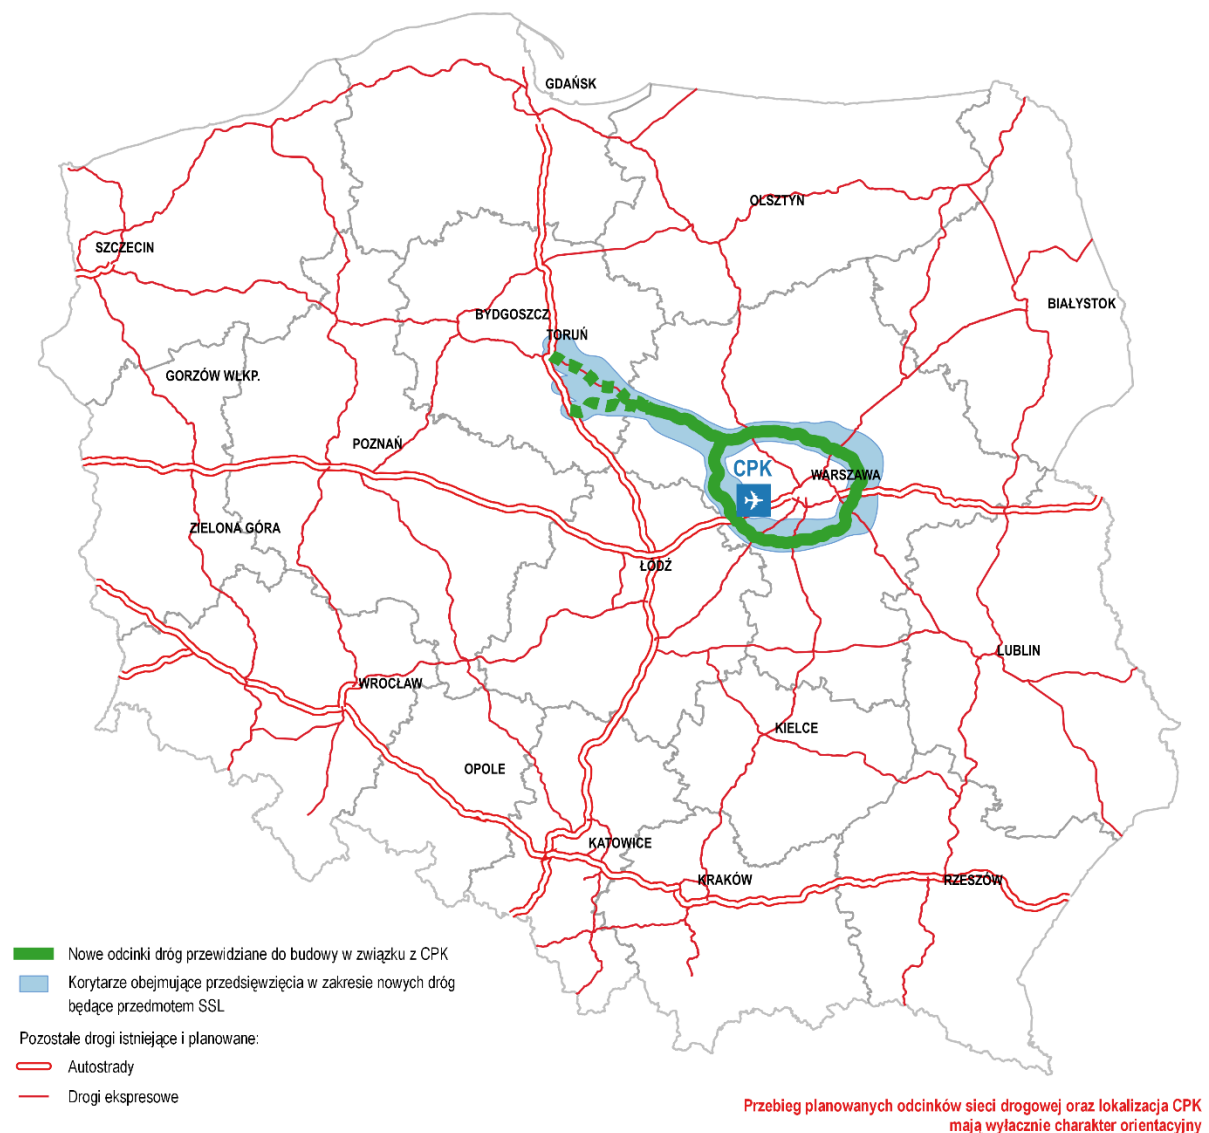 GDAŃSK
OLSZTYN
SZCZECIN
BIAŁYSTOK
BYDGOSZCZ
TORUŃ
GORZÓW WLKP.
POZNAŃ
CPK
WARSZAWA
ZIELONA GÓRA
ŁÓDŹ
LUBLIN
WROCŁAW
KIELCE
OPOLE
KATOWICE
KRAKÓW
RZESZÓW
Nowe odcinki dróg przewidziane do budowy w związku z CPK
Korytarze obejmujące przedsięwzięcia w zakresie nowych dróg
będące przedmotem SSL
Pozostałe drogi istniejące i planowane:
Autostrady
Drogi ekspresowe
Przebieg planowanych odcinków sieci drogowej oraz lokalizacja CPK
mają wyłacznie charakter orientacyjny